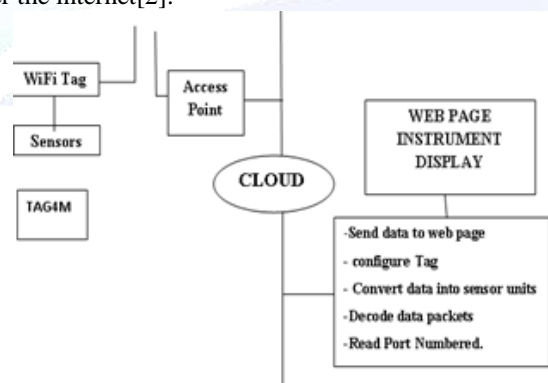 er the internet[2].
WiFi Tag
Sensors
TAG4M
Access
Point
CLOUD
WEB PAGE
INSTRUMENT
DISPLAY
-Send data to web page
- configure Tag
- Convert data into sensor units
-Decode data packets
-Read Port Numbered.